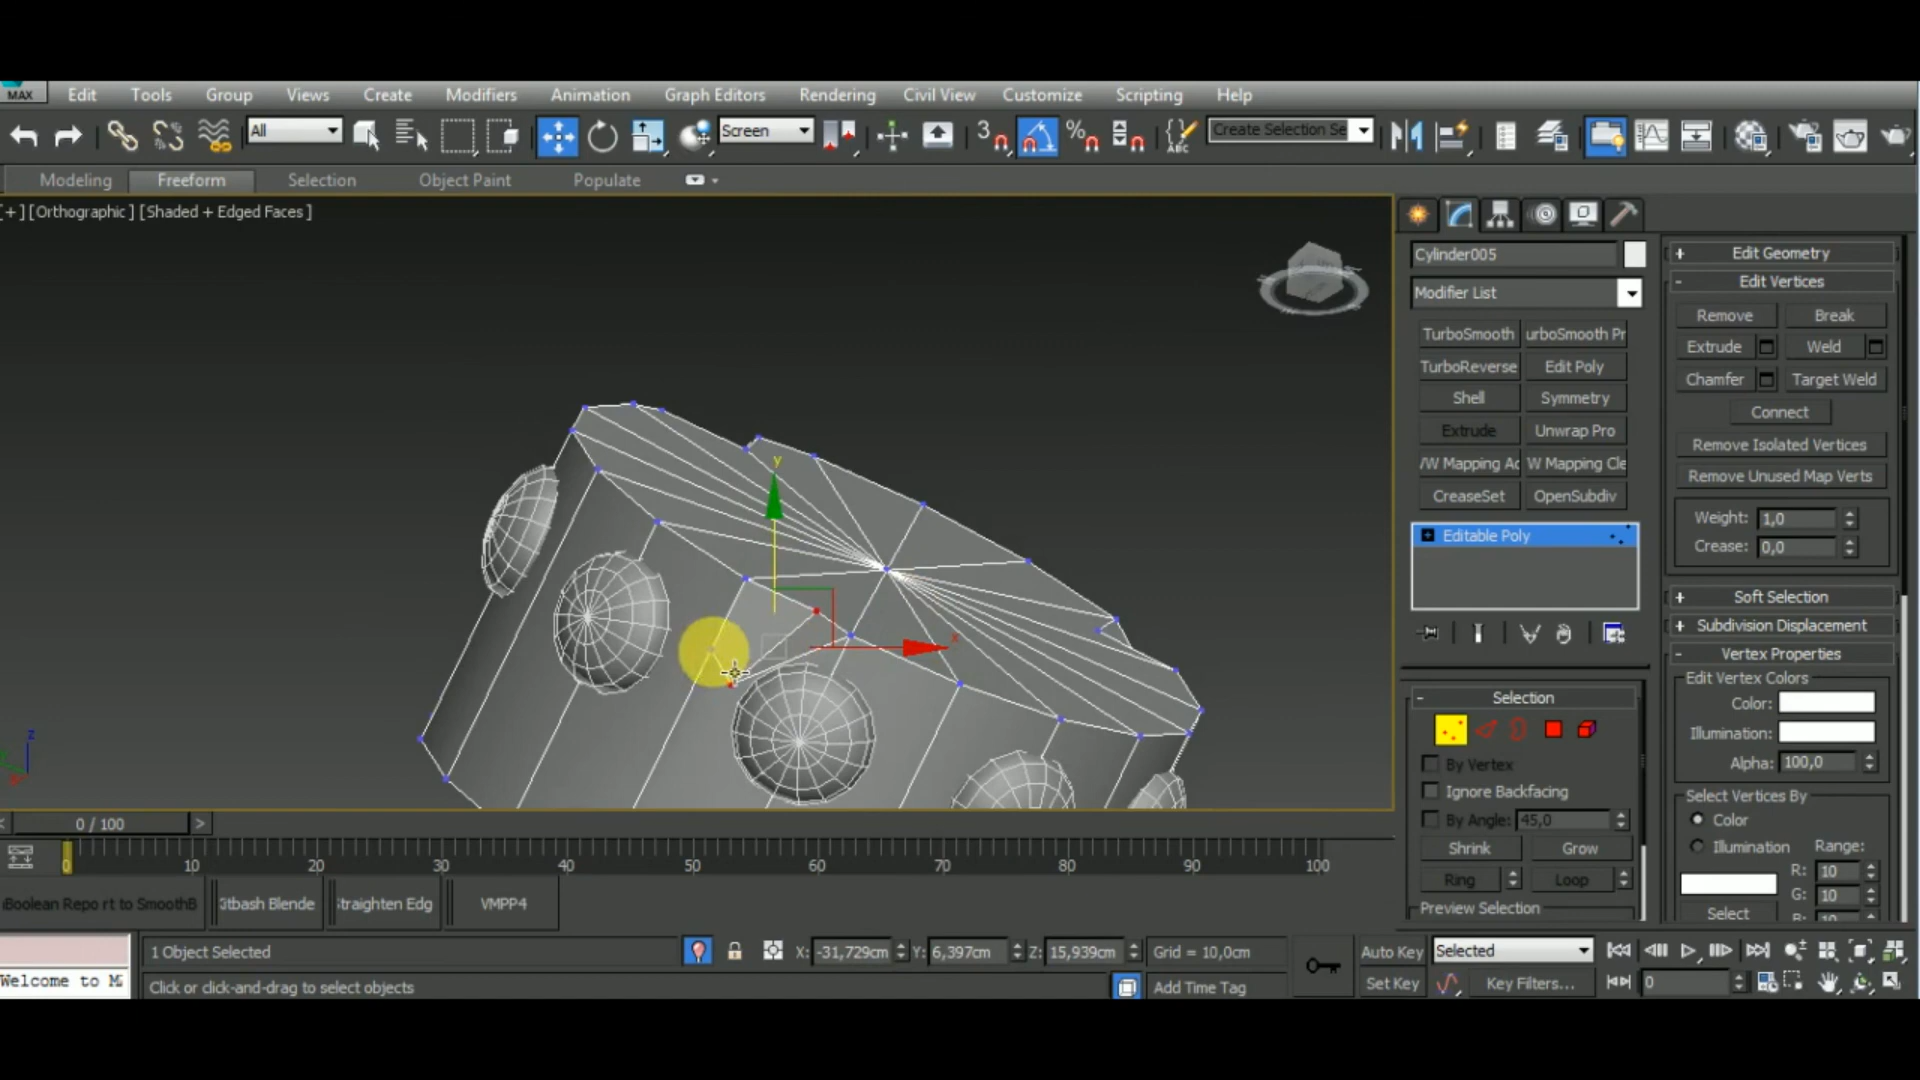 MAX Edit Tools Group Views Create Modifiers Animation Graph Editors Rendering Civil View Customize Scripting Help
All Screen 3 % ABC Create Selection Se
Modeling Freeform Selection Object Paint Populate
[+] [Orthographic ] [Shaded + Edged Faces ]
y
x
z
Cylinder005
Modifier List
TurboSmooth urboSmooth Pr
TurboReverse Edit Poly
Shell Symmetry
Extrude Unwrap Pro
/W Mapping Ac W Mapping Cle
CreaseSet OpenSubdiv
Editable Poly
Selection
By Vertex
Ignore Backfacing
By Angle: 45,0
Shrink Grow
Ring Loop
Preview Selection
+ Edit Geometry
- Edit Vertices
Remove Break
Extrude Weld
Chamfer Target Weld
Connect
Remove Isolated Vertices
Remove Unused Map Verts
Weight: 1,0
Crease: 0,0
+ Soft Selection
+ Subdivision Displacement
- Vertex Properties
Edit Vertex Colors
Color:
Illumination:
Alpha: 100,0
Select Vertices By
Color
Illumination Range:
R: 10
G: 10
Select
< 0 / 100 >
0 10 20 30 40 50 60 70 80 90 100
Boolean Repo rt to SmoothB tbash Blende traighten Edg VMPP4
1 Object Selected X: -31,729cm Y: 6,397cm Z: 15,939cm Grid = 10,0cm Auto Key Selected
Welcome to M Click or click-and-drag to select objects Add Time Tag Set Key Key Filters... 0